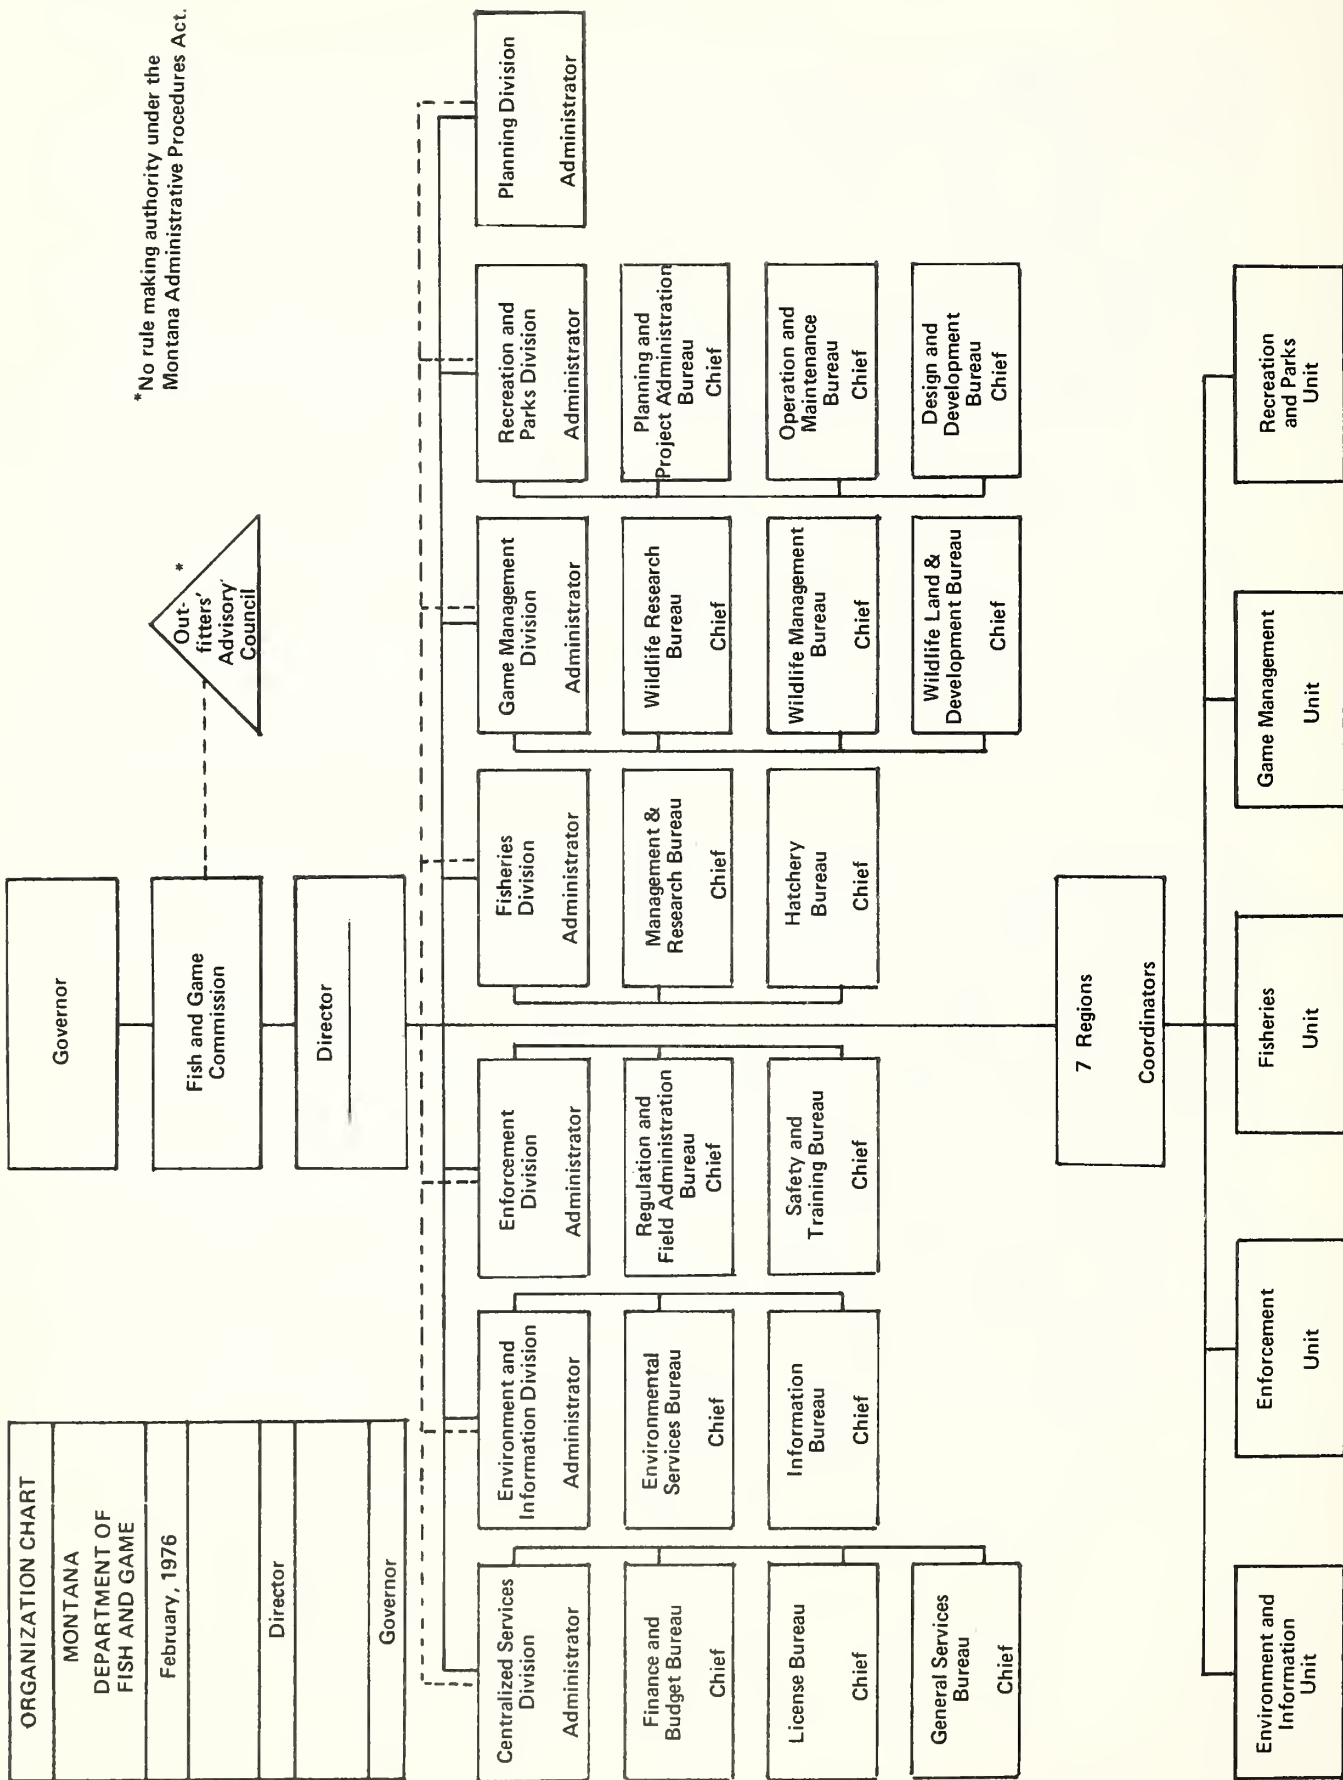 ORGANIZATION CHART
MONTANA
DEPARTMENT OF
FISH AND GAME
February, 1976
Director
Governor
Governor
Fish and Game
Commission
Director
Out- *
fitters'
Advisory
Council
*No rule making authority under the
Montana Administrative Procedures Act.
Centralized Services
Division
Administrator
Finance and
Budget Bureau
Chief
License Bureau
Chief
General Services
Bureau
Chief
Environment and
Information Division
Administrator
Environmental
Services Bureau
Chief
Information
Bureau
Chief
Enforcement
Division
Administrator
Regulation and
Field Administration
Bureau
Chief
Safety and
Training Bureau
Chief
Fisheries
Division
Administrator
Management &
Research Bureau
Chief
Hatchery
Bureau
Chief
Game Management
Division
Administrator
Wildlife Research
Bureau
Chief
Wildlife Management
Bureau
Chief
Wildlife Land &
Development Bureau
Chief
Recreation and
Parks Division
Administrator
Planning and
Project Administration
Bureau
Chief
Operation and
Maintenance
Bureau
Chief
Design and
Development
Bureau
Chief
Planning Division
Administrator
7 Regions
Coordinators
Environment and
Information
Unit
Enforcement
Unit
Fisheries
Unit
Game Management
Unit
Recreation
and Parks
Unit